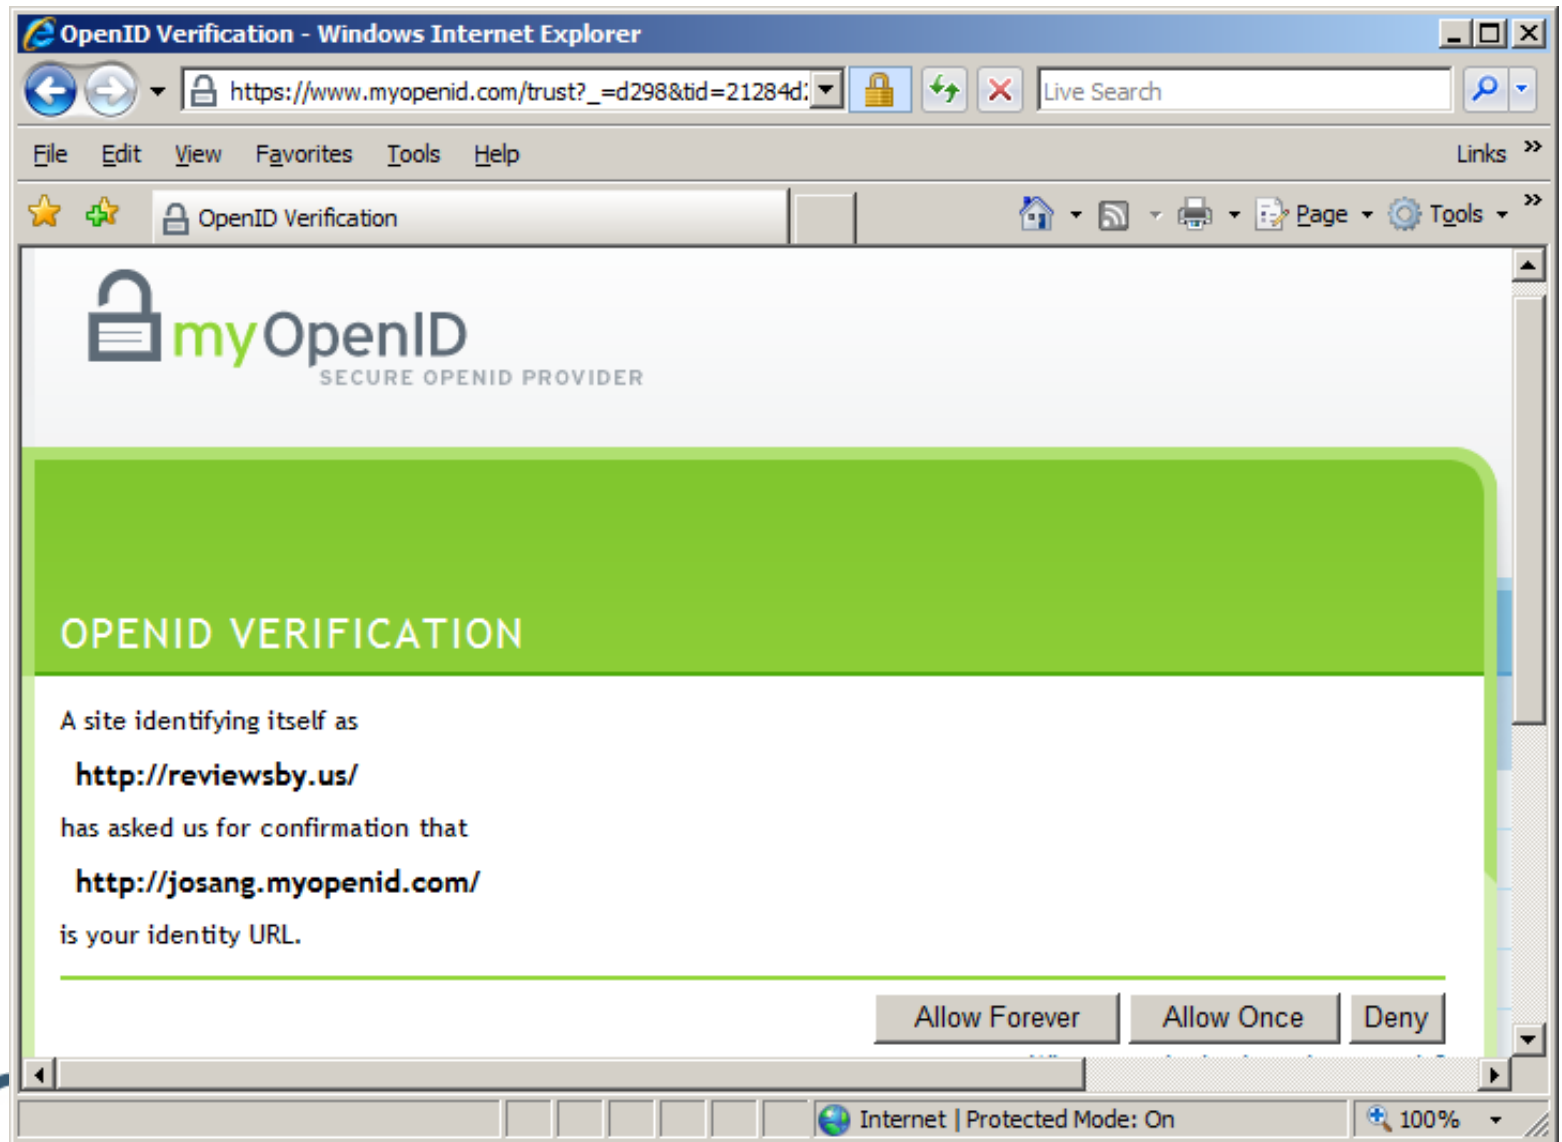 OpenID Verification - Windows Internet Explorer
https://www.myopenid.com/trust?_=d298&tid=21284d
Live Search
File Edit View Favorites Tools Help Links »
OpenID Verification Page Tools »
myOpenID
SECURE OPENID PROVIDER
OPENID VERIFICATION
A site identifying itself as
http://reviewsby.us/
has asked us for confirmation that
http://josang.myopenid.com/
is your identity URL.
Allow Forever Allow Once Deny
Internet | Protected Mode: On 100%